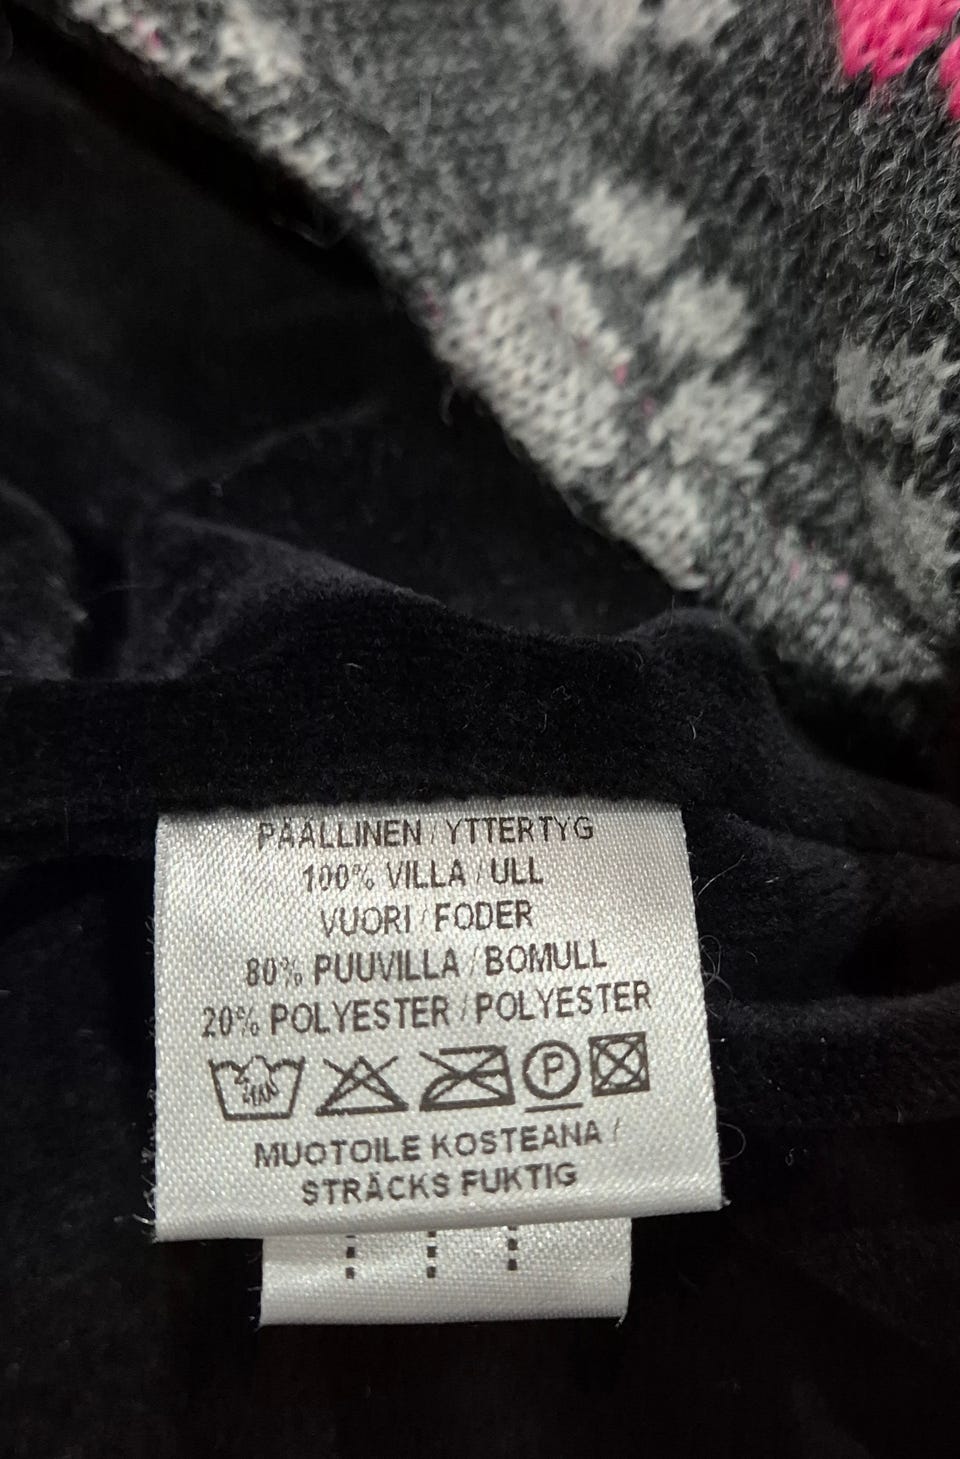 PÄÄLLINEN / YTTERTYG
100% VILLA / ULL
VUORI / FODER
80% PUUVILLA / BOMULL
20% POLYESTER / POLYESTER
P
MUOTOILE KOSTEANA /
STRÄCKS FUKTIG